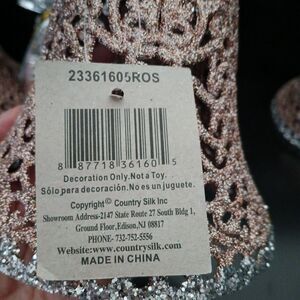 23361605ROS
8 87718 36160 5
Decoration Only.Not a Toy.
Sólo para decoración.No es un juguete.
Copyright© Country Silk Inc
Showroom Address-2147 State Route 27 South Bldg 1,
Ground Floor,Edison,NJ 08817
PHONE- 732-752-5556
Website:www.countrysilk.com
MADE IN CHINA